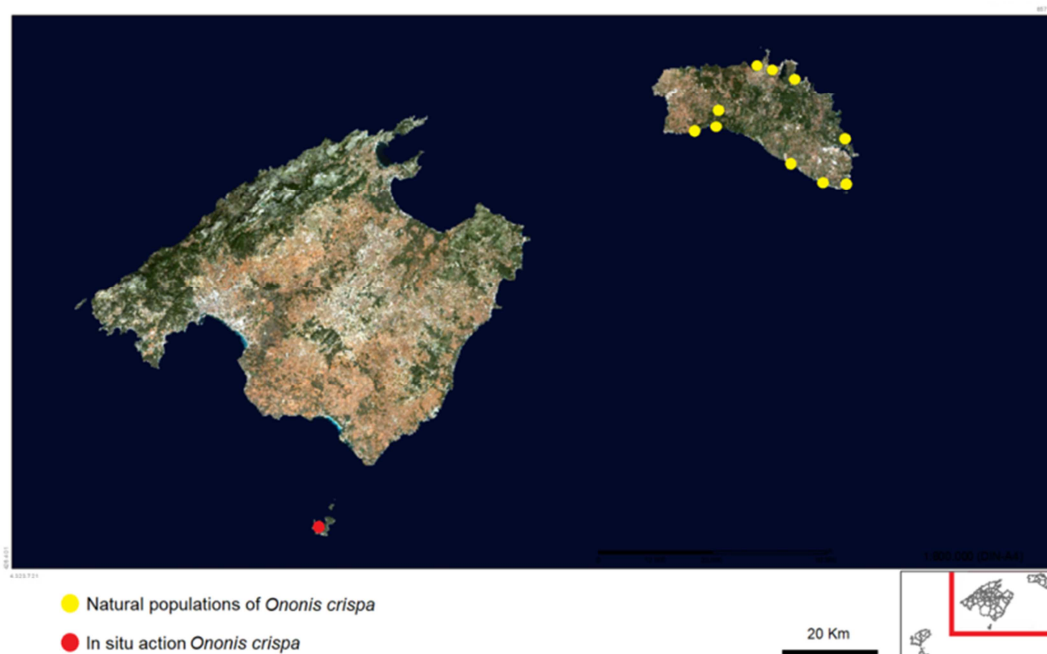 Natural populations of Ononis crispa
In situ action Ononis crispa
20 Km